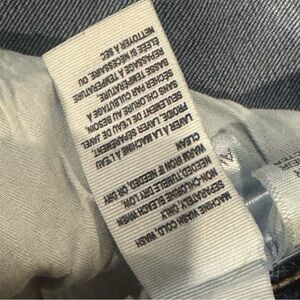 MACHINE WASH COLD, WASH
SEPARATELY ONLY
NON-CHLORINE BLEACH WHEN
NEEDED.TUMBLE DRY LOW.
WARM IRON IF NEEDED, OR DRY
CLEAN
LAVER À LA MACHINE À L'EAU
LAVER SEPAREMENT.
SEULEMENT DE L'EAU DE JAVEL
SANS CHLORE AU BESOIN
SECHER PAR CULBUTAGE
BASSE TEMPERATURE
REPASSAGE A TEMPERATURE
SI NECESSAIRE OU
NETTOYER A SEC